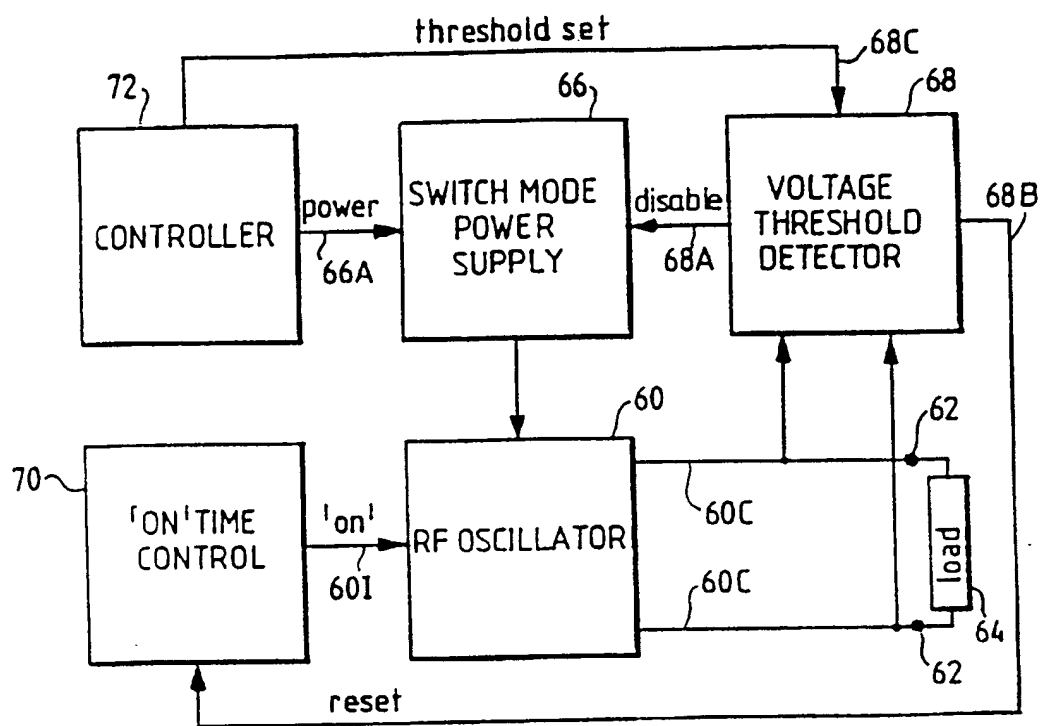 threshold set
68C
72
66
68
CONTROLLER
power
66A
SWITCH MODE
POWER
SUPPLY
disable
68A
VOLTAGE
THRESHOLD
DETECTOR
68B
60
62
70
'ON' TIME
CONTROL
'on'
60I
RF OSCILLATOR
60C
60C
load
64
62
reset